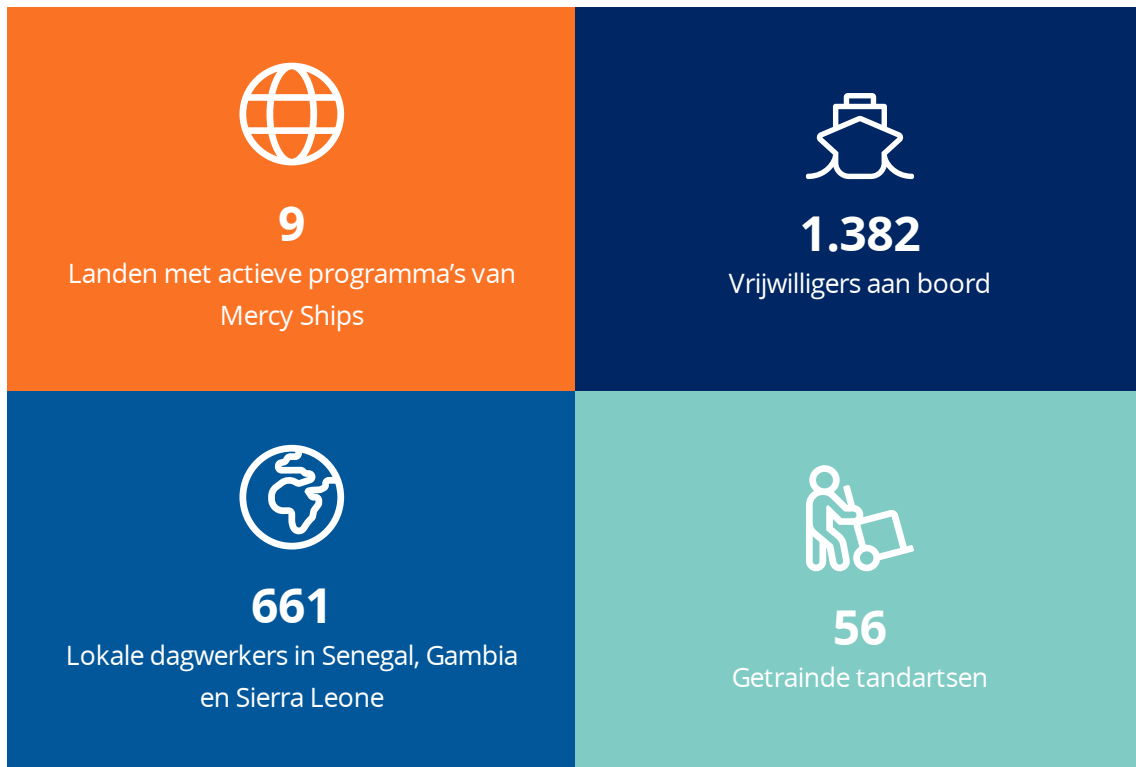 9
Landen met actieve programma’s van
Mercy Ships
1.382
Vrijwilligers aan boord
661
Lokale dagwerkers in Senegal, Gambia
en Sierra Leone
56
Getrainde tandartsen